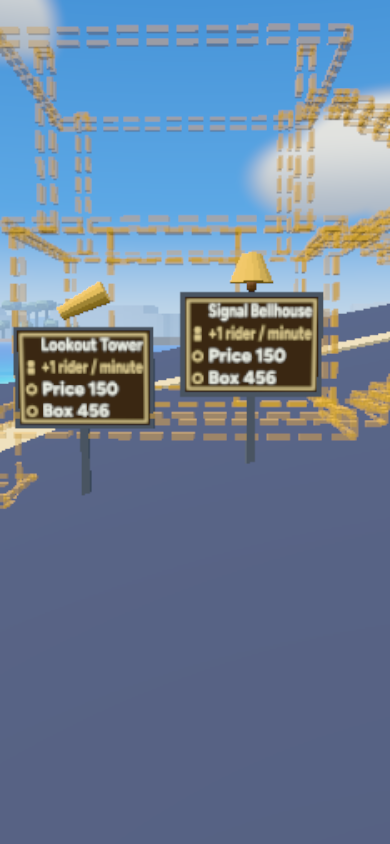 Lookout Tower
+1 rider / minute
Price 150
Box 456
Signal Bellhouse
+1 rider / minute
Price 150
Box 456